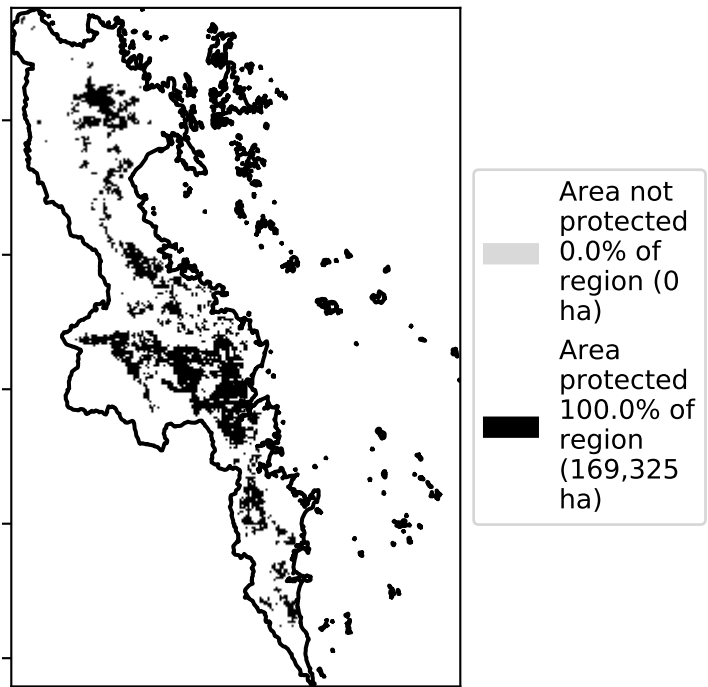 Area not
protected
0.0% of
region (0
ha)
Area
protected
100.0% of
region
(169,325
ha)